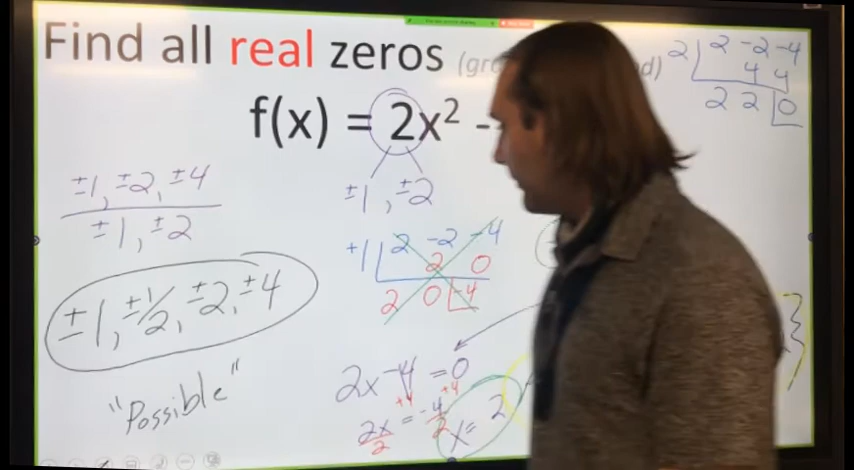 Find all real zeros
f(x) = 2x² -
2 2 -2 -4
4 4
2 2 0
±1, ±2, ±4
±1, ±2
±1, ±2
+1 2 -2 -4
2 0
2 0 -4
±1, ±1/2, ±2, ±4
"Possible"
2x -4 = 0
+4 +4
2x = -4
2 2
x = 2